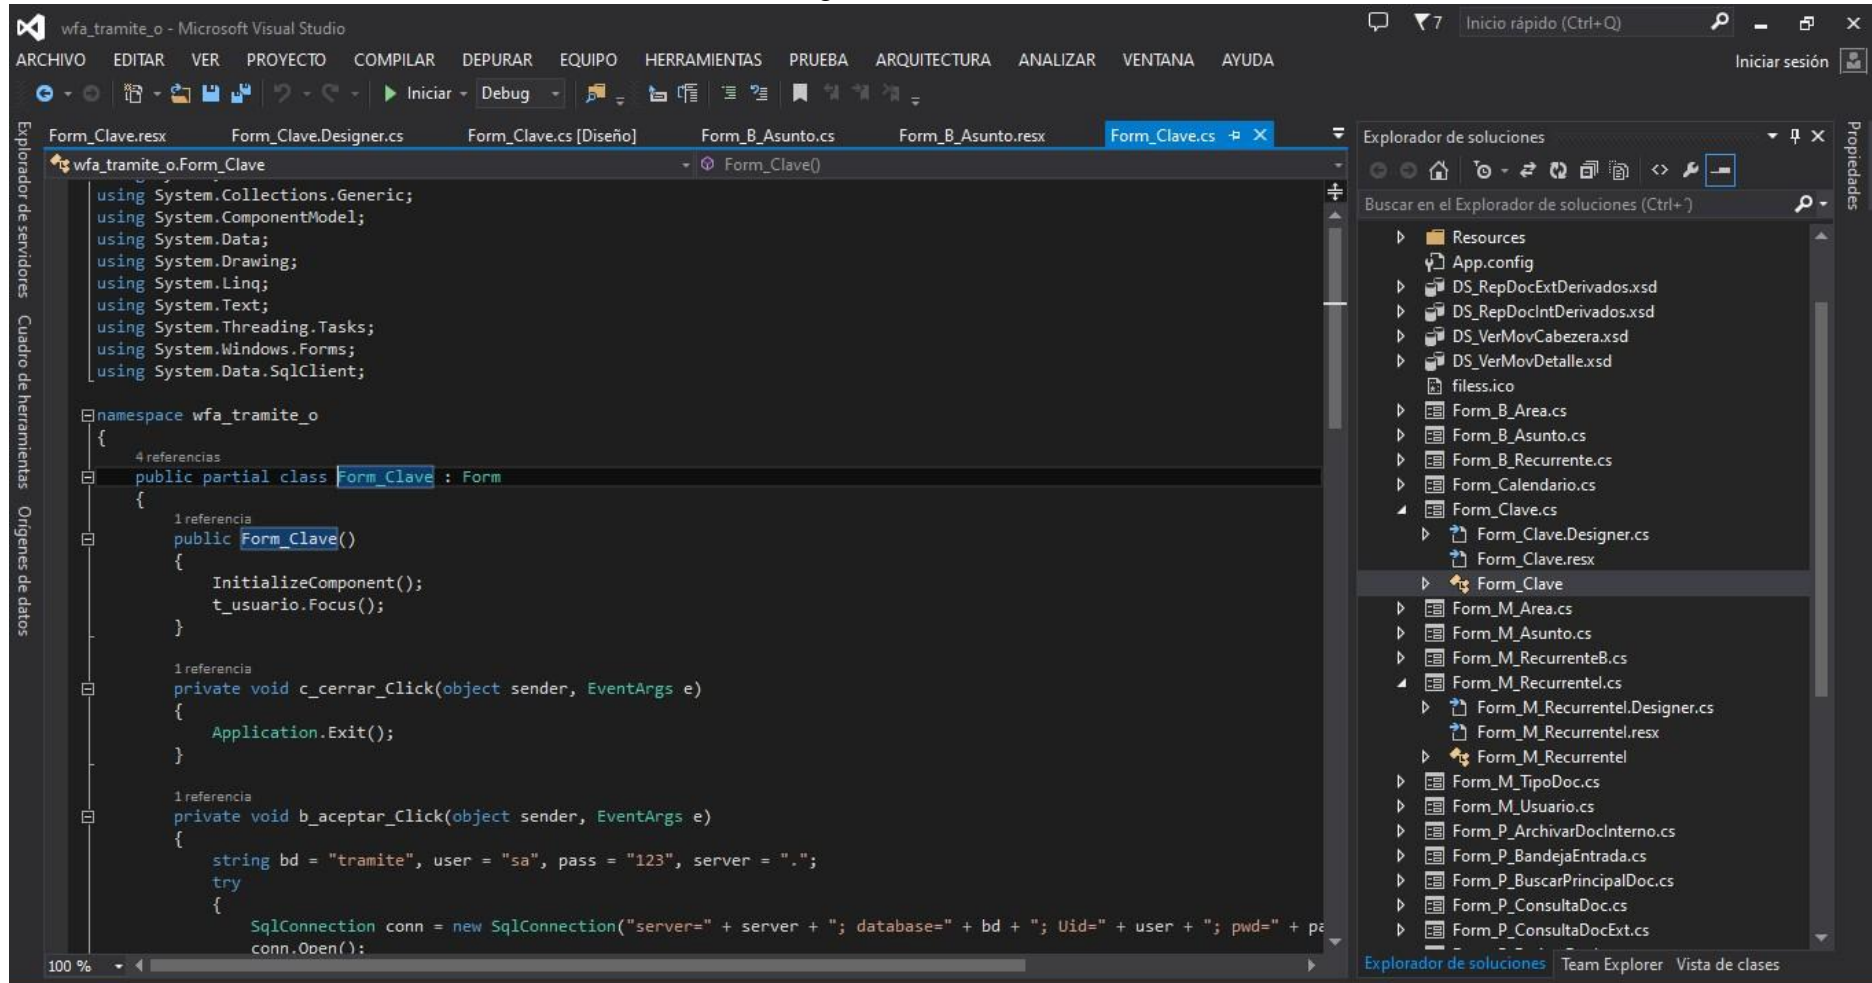 wfa_tramite_o - Microsoft Visual Studio
7
Inicio rápido (Ctrl+Q)
ARCHIVO EDITAR VER PROYECTO COMPILAR DEPURAR EQUIPO HERRAMIENTAS PRUEBA ARQUITECTURA ANALIZAR VENTANA AYUDA
Iniciar sesión
Iniciar Debug
Explorador de servidores
Cuadro de herramientas
Orígenes de datos
Form_Clave.resx Form_Clave.Designer.cs Form_Clave.cs [Diseño] Form_B_Asunto.cs Form_B_Asunto.resx Form_Clave.cs
wfa_tramite_o.Form_Clave Form_Clave()
using System.Collections.Generic;
using System.ComponentModel;
using System.Data;
using System.Drawing;
using System.Linq;
using System.Text;
using System.Threading.Tasks;
using System.Windows.Forms;
using System.Data.SqlClient;
namespace wfa_tramite_o
{
4 referencias
public partial class Form_Clave : Form
{
1 referencia
public Form_Clave()
{
InitializeComponent();
t_usuario.Focus();
}
1 referencia
private void c_cerrar_Click(object sender, EventArgs e)
{
Application.Exit();
}
1 referencia
private void b_aceptar_Click(object sender, EventArgs e)
{
string bd = "tramite", user = "sa", pass = "123", server = ".";
try
{
SqlConnection conn = new SqlConnection("server=" + server + "; database=" + bd + "; Uid=" + user + "; pwd=" + pa
conn.Open();
100 %
Explorador de soluciones
Buscar en el Explorador de soluciones (Ctrl+´)
Resources
App.config
DS_RepDocExtDerivados.xsd
DS_RepDocIntDerivados.xsd
DS_VerMovCabezera.xsd
DS_VerMovDetalle.xsd
filess.ico
Form_B_Area.cs
Form_B_Asunto.cs
Form_B_Recurrente.cs
Form_Calendario.cs
Form_Clave.cs
Form_Clave.Designer.cs
Form_Clave.resx
Form_Clave
Form_M_Area.cs
Form_M_Asunto.cs
Form_M_RecurrenteB.cs
Form_M_RecurrenteI.cs
Form_M_RecurrenteI.Designer.cs
Form_M_RecurrenteI.resx
Form_M_RecurrenteI
Form_M_TipoDoc.cs
Form_M_Usuario.cs
Form_P_ArchivarDocInterno.cs
Form_P_BandejaEntrada.cs
Form_P_BuscarPrincipalDoc.cs
Form_P_ConsultaDoc.cs
Form_P_ConsultaDocExt.cs
Explorador de soluciones Team Explorer Vista de clases
Propiedades